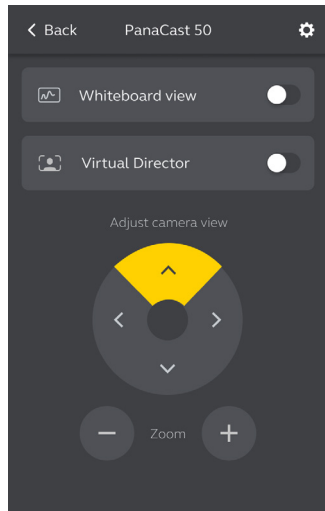 Back PanaCast 50
Whiteboard view
Virtual Director
Adjust camera view
Zoom